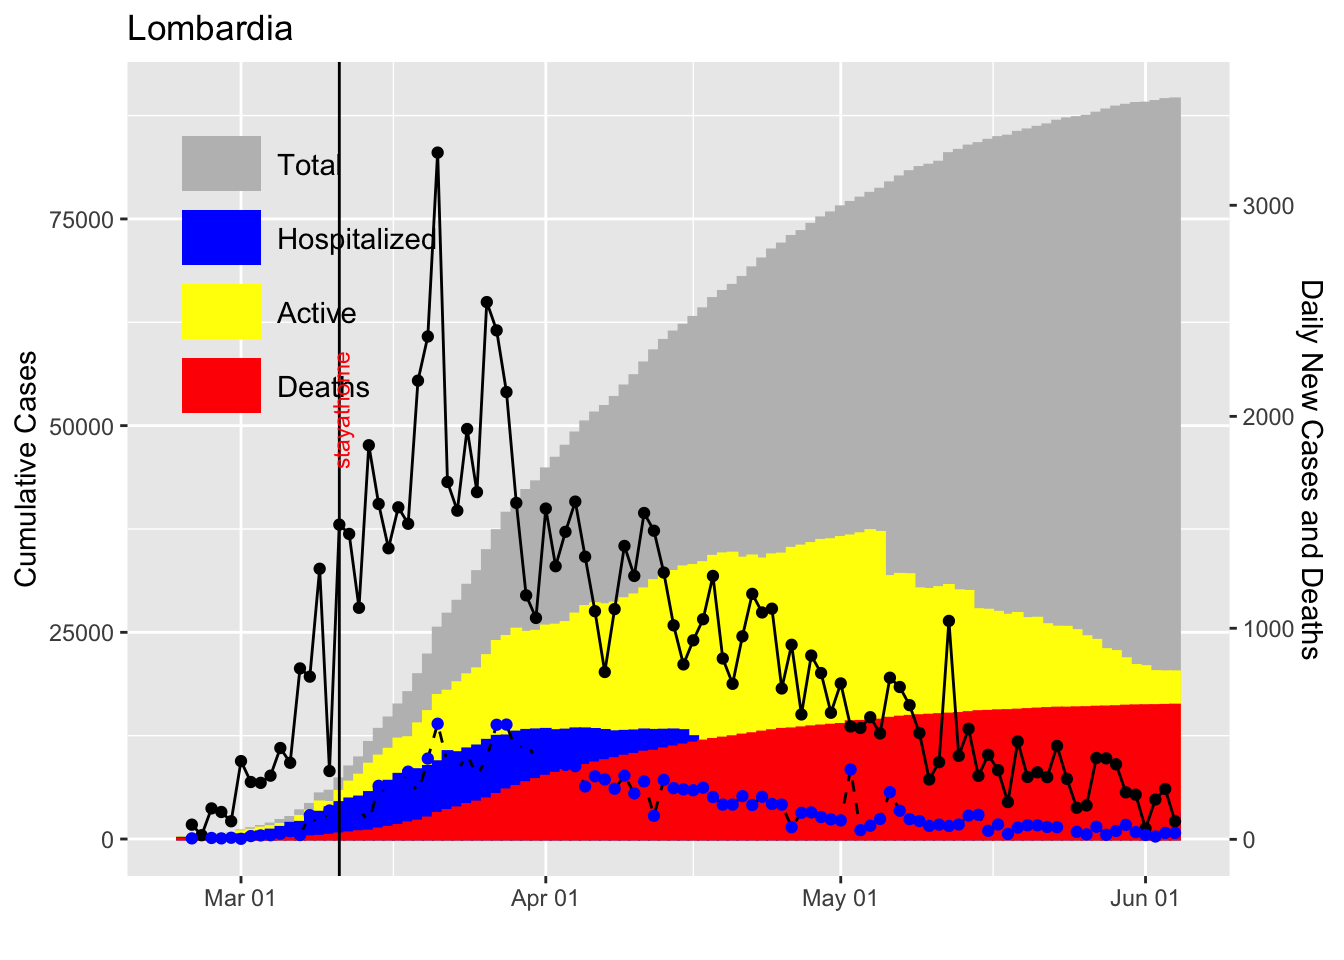 Lombardia
Total
Hospitalized
Active
Deaths
stayathome
Cumulative Cases
75000
50000
25000
0
3000
2000
1000
0
Daily New Cases and Deaths
Mar 01
Apr 01
May 01
Jun 01